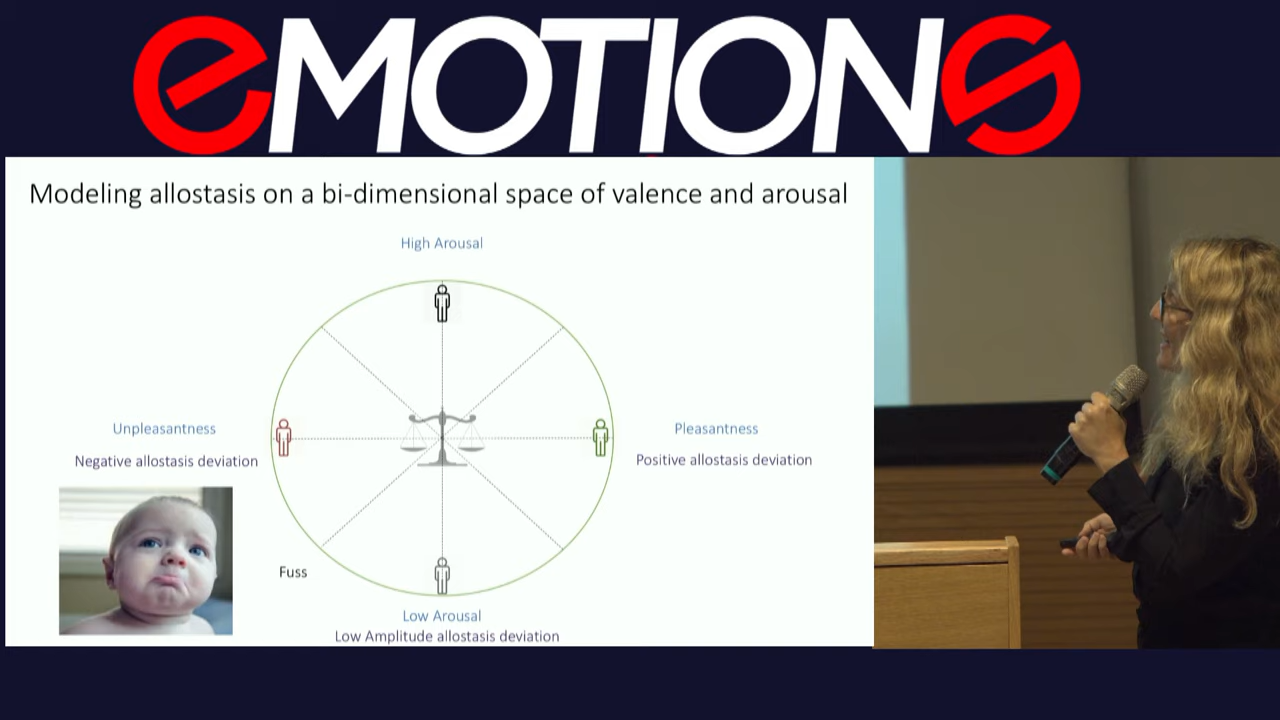 eMOTIONS
Modeling allostasis on a bi-dimensional space of valence and arousal
High Arousal
Unpleasantness
Negative allostasis deviation
Pleasantness
Positive allostasis deviation
Fuss
Low Arousal
Low Amplitude allostasis deviation